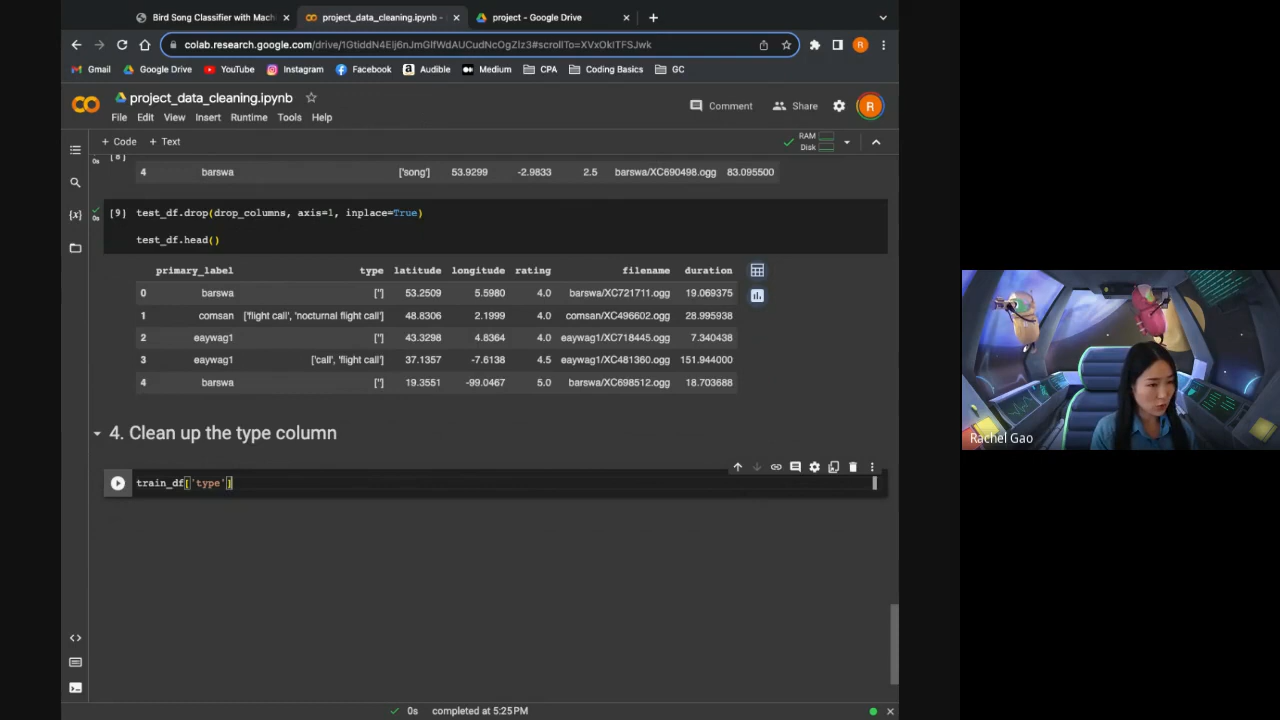 Bird Song Classifier with Mach
project_data_cleaning.ipynb -
project - Google Drive
colab.research.google.com/drive/1GtiddN4Elj6nJmGIfWdAUCudNcOgZIz3#scrollTo=XVxOkITFSJwk
R
Gmail
Google Drive
YouTube
Instagram
Facebook
Audible
Medium
CPA
Coding Basics
GC
project_data_cleaning.ipynb
Comment
Share
R
File Edit View Insert Runtime Tools Help
+ Code + Text
RAM
Disk
[8]
0s
4 barswa ['song'] 53.9299 -2.9833 2.5 barswa/XC690498.ogg 83.095500
[9] test_df.drop(drop_columns, axis=1, inplace=True)
0s
test_df.head()
primary_label type latitude longitude rating filename duration
0 barswa [''] 53.2509 5.5980 4.0 barswa/XC721711.ogg 19.069375
1 comsan ['flight call', 'nocturnal flight call'] 48.8306 2.1999 4.0 comsan/XC496602.ogg 28.995938
2 eaywag1 [''] 43.3298 4.8364 4.0 eaywag1/XC718445.ogg 7.340438
3 eaywag1 ['call', 'flight call'] 37.1357 -7.6138 4.5 eaywag1/XC481360.ogg 151.944000
4 barswa [''] 19.3551 -99.0467 5.0 barswa/XC698512.ogg 18.703688
4. Clean up the type column
train_df['type']
Rachel Gao
0s completed at 5:25 PM